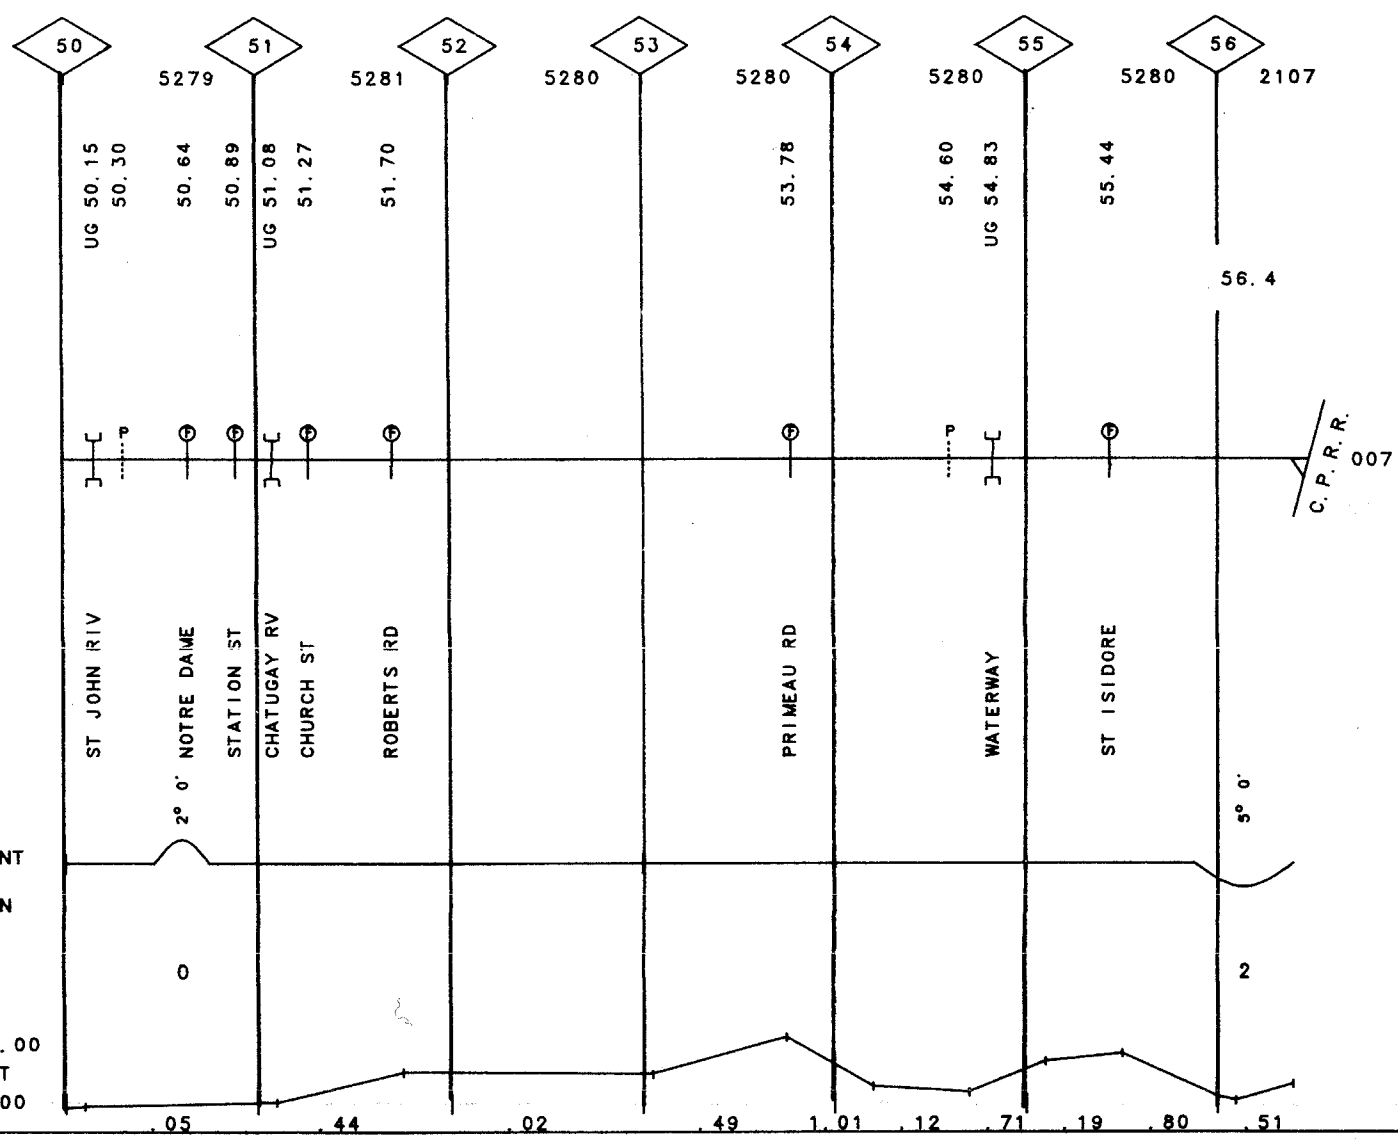 50 51 52 53 54 55 56
5279 5281 5280 5280 5280 5280 2107
UG 50.15
50.30
50.64
50.89
UG 51.08
51.27
51.70
53.78
54.60
UG 54.83
55.44
56.4
P
F
F
F
F
F
P
F
C.P.R.R.
007
ST JOHN RIV
NOTRE DAME
STATION ST
CHATUGAY RV
CHURCH ST
ROBERTS RD
PRIMEAU RD
WATERWAY
ST ISIDORE
2° 0'
5° 0'
NT
N
0 2
.00
T
00
.05 .44 .02 .49 1.01 .12 .71 .19 .80 .51